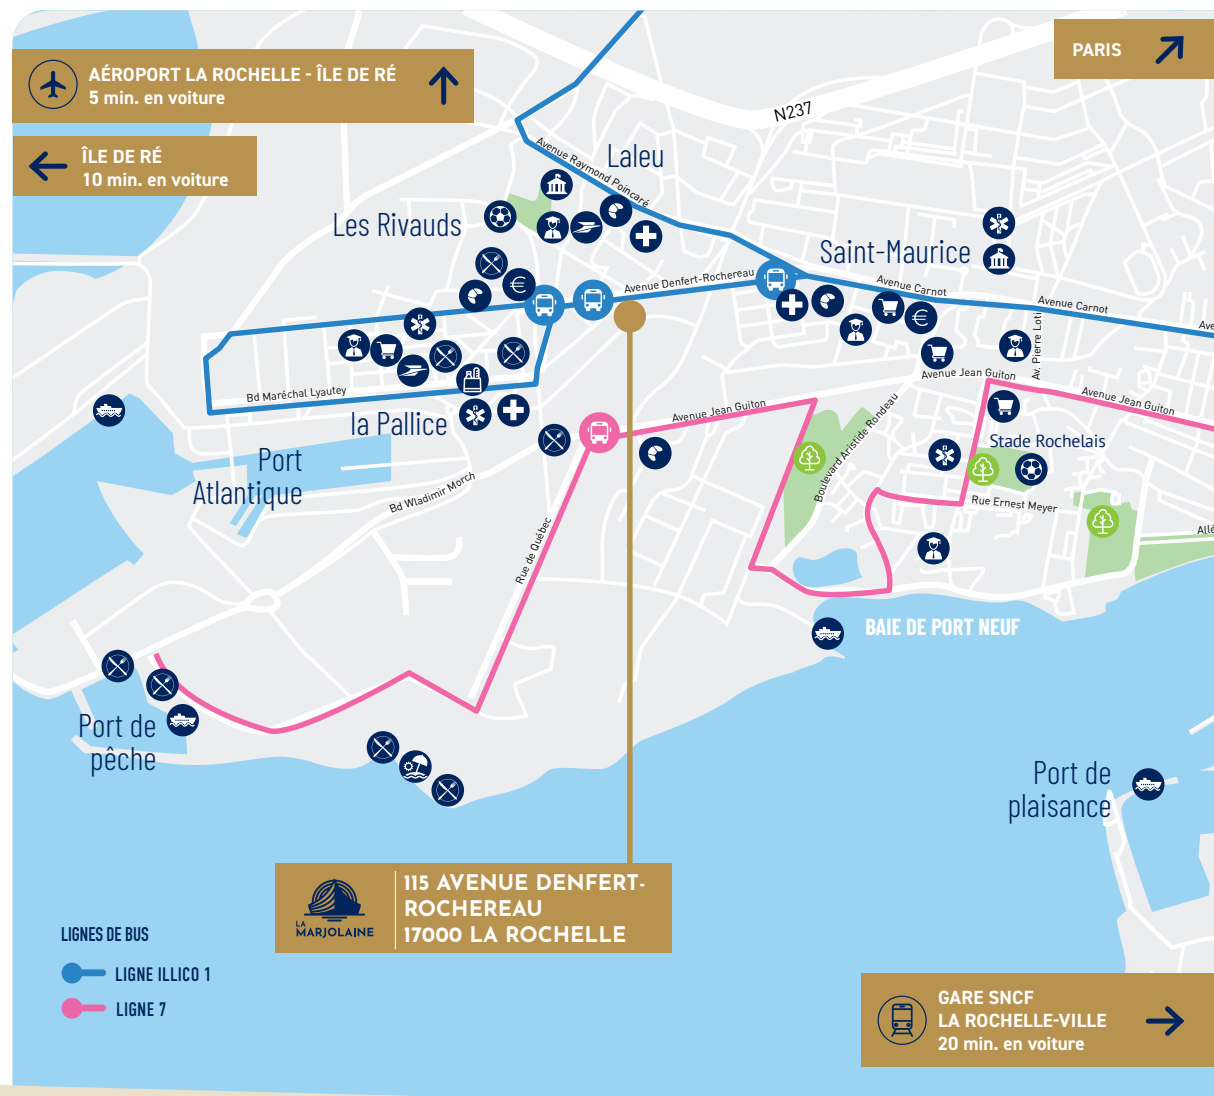 AÉROPORT LA ROCHELLE - ÎLE DE RÉ
5 min. en voiture
PARIS
ÎLE DE RÉ
10 min. en voiture
N237
Avenue Raymond Poincaré
Laleu
Les Rivauds
Saint-Maurice
Avenue Denfert-Rochereau
Avenue Carnot
Avenue Carnot
Ave
Av. Pierre Loti
Avenue Jean Guiton
Bd Maréchal Lyautey
Avenue Jean Guiton
Avenue Jean Guiton
la Pallice
Boulevard Aristide Rondeau
Stade Rochelais
Port
Atlantique
Bd Wladimir Morch
Rue Ernest Meyer
Rue de Québec
Allé
BAIE DE PORT NEUF
Port de
pêche
Port de
plaisance
LA
MARJOLAINE
115 AVENUE DENFERT-
ROCHEREAU
17000 LA ROCHELLE
LIGNES DE BUS
LIGNE ILLICO 1
LIGNE 7
GARE SNCF
LA ROCHELLE-VILLE
20 min. en voiture